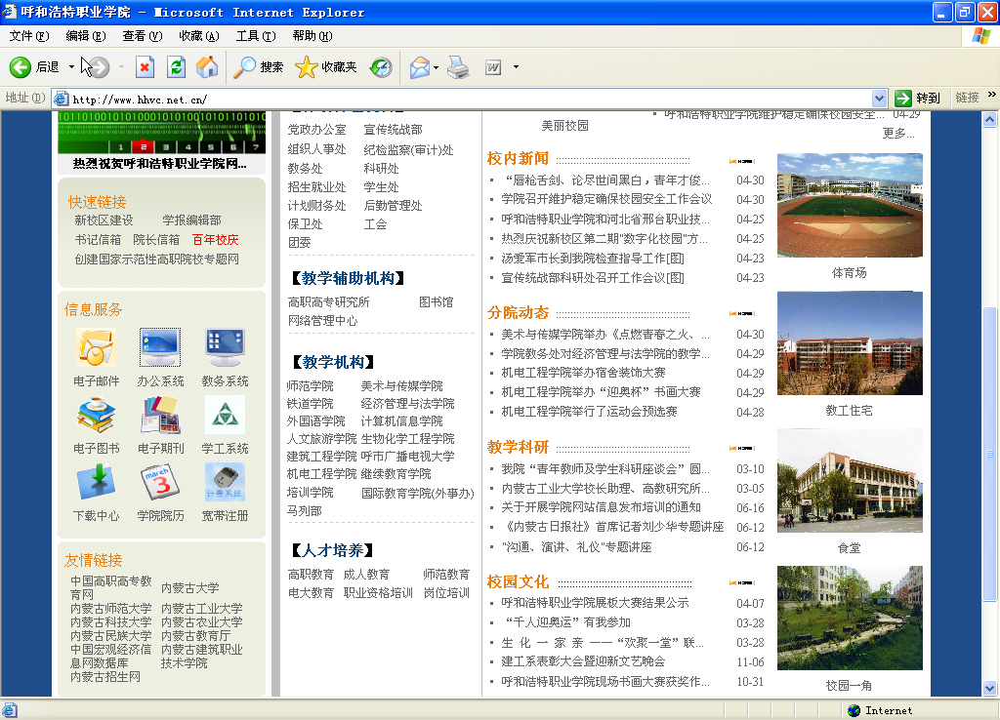 呼和浩特职业学院 - Microsoft Internet Explorer
文件(F) 编辑(E) 查看(V) 收藏(A) 工具(T) 帮助(H)
后退 搜索 收藏夹
地址(D) http://www.hhvc.net.cn/ 转到 链接 »
1 2 3 4 5 6 7
热烈祝贺呼和浩特职业学院网...
快速链接
新校区建设 学报编辑部
书记信箱 院长信箱 百年校庆
创建国家示范性高职院校专题网
信息服务
电子邮件 办公系统 教务系统
电子图书 电子期刊 学工系统
march 3
计费系统
下载中心 学院院历 宽带注册
友情链接
中国高职高专教育网 内蒙古大学
内蒙古师范大学 内蒙古工业大学
内蒙古科技大学 内蒙古农业大学
内蒙古民族大学 内蒙古教育厅
中国宏观经济信息网数据库 内蒙古建筑职业技术学院
内蒙古招生网
党政办公室 宣传统战部
组织人事处 纪检监察(审计)处
教务处 科研处
招生就业处 学生处
计划财务处 后勤管理处
保卫处 工会
团委
【教学辅助机构】
高职高专研究所 图书馆
网络管理中心
【教学机构】
师范学院 美术与传媒学院
铁道学院 经济管理与法学院
外国语学院 计算机信息学院
人文旅游学院 生物化学工程学院
建筑工程学院 呼市广播电视大学
机电工程学院 继续教育学院
培训学院 国际教育学院(外事办)
马列部
【人才培养】
高职教育 成人教育 师范教育
电大教育 职业资格培训 岗位培训
美丽校园
呼和浩特职业学院维护稳定确保校园安全... 04-29
更多...
校内新闻
“唇枪舌剑、论尽世间黑白，青年才俊... 04-30
学院召开维护稳定确保校园安全工作会议 04-30
呼和浩特职业学院和河北省邢台职业技... 04-25
热烈庆祝新校区第二期"数字化校园"方... 04-25
汤爱军市长到我院检查指导工作[图] 04-23
宣传统战部科研处召开工作会议[图] 04-23
分院动态
美术与传媒学院举办《点燃青春之火、... 04-30
学院教务处对经济管理与法学院的教学... 04-29
机电工程学院举办宿舍装饰大赛 04-29
机电工程学院举办“迎奥杯”书画大赛 04-29
机电工程学院举行了运动会预选赛 04-28
教学科研
我院“青年教师及学生科研座谈会”圆... 03-10
内蒙古工业大学校长助理、高教研究所... 03-05
关于开展学院网站信息发布培训的通知 06-16
《内蒙古日报社》首席记者刘少华专题讲座 06-12
"沟通、演讲、礼仪"专题讲座 06-12
校园文化
呼和浩特职业学院展板大赛结果公示 04-07
“千人迎奥运”有我参加 03-28
生 化 一 家 亲 ——“欢聚一堂”联... 03-28
建工系表彰大会暨迎新文艺晚会 11-06
呼和浩特职业学院现场书画大赛获奖作... 10-31
体育场
教工住宅
食堂
校园一角
Internet